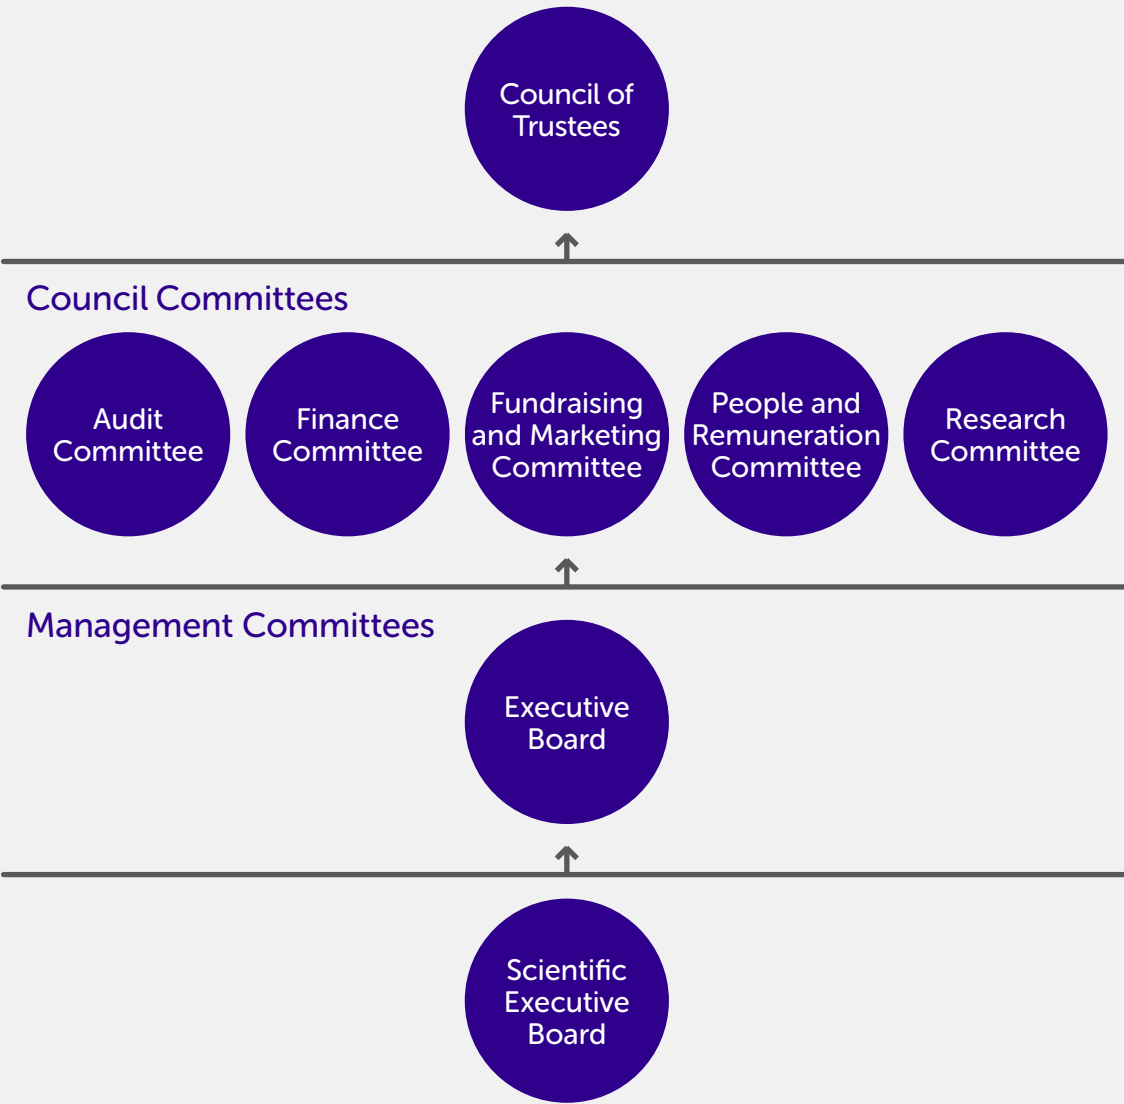 Council of
Trustees
Council Committees
Audit
Committee
Finance
Committee
Fundraising
and Marketing
Committee
People and
Remuneration
Committee
Research
Committee
Management Committees
Executive
Board
Scientific
Executive
Board